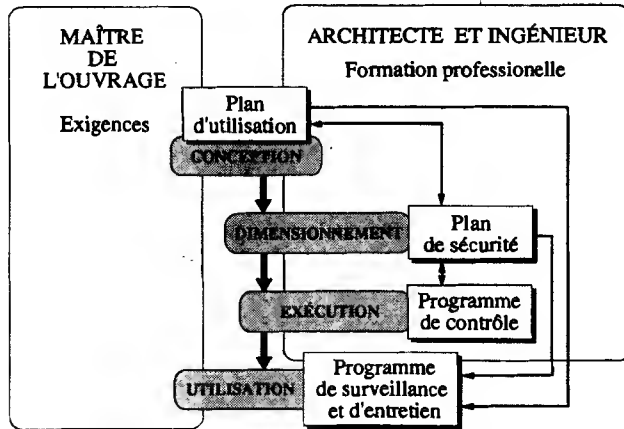 MAÎTRE
DE
L'OUVRAGE
Exigences
ARCHITECTE ET INGÉNIEUR
Formation professionelle
Plan
d'utilisation
CONCEPTION
DIMENSIONNEMENT
Plan
de sécurité
EXÉCUTION
Programme
de contrôle
UTILISATION
Programme
de surveillance
et d'entretien